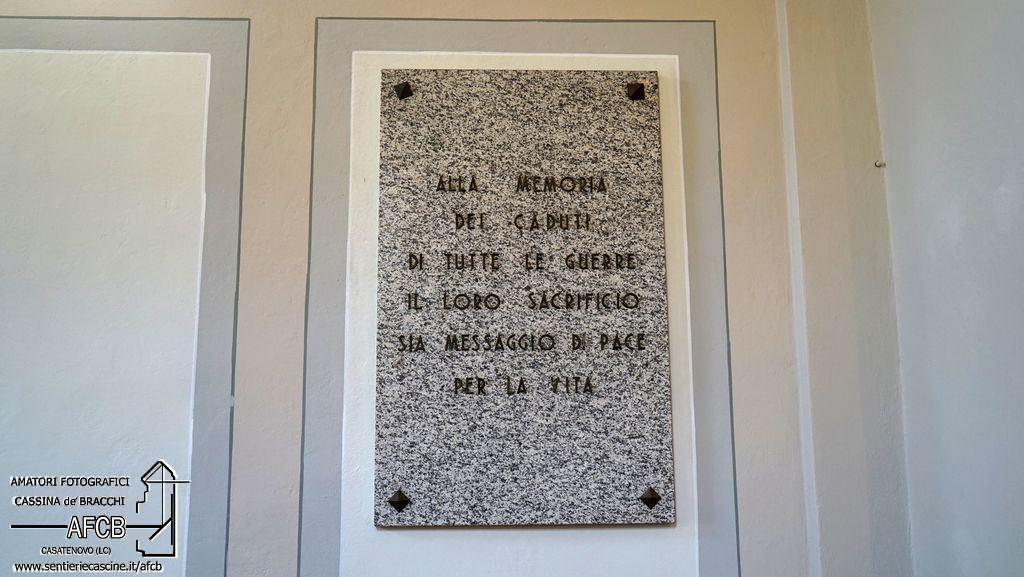 ALLA MEMORIA
DEI CADUTI
DI TUTTE LE GUERRE
IL LORO SACRIFICIO
SIA MESSAGGIO DI PACE
PER LA VITA
AMATORI FOTOGRAFICI
CASSINA de' BRACCHI
AFCB
CASATENOVO (LC)
www.sentieriecascine.it/afcb